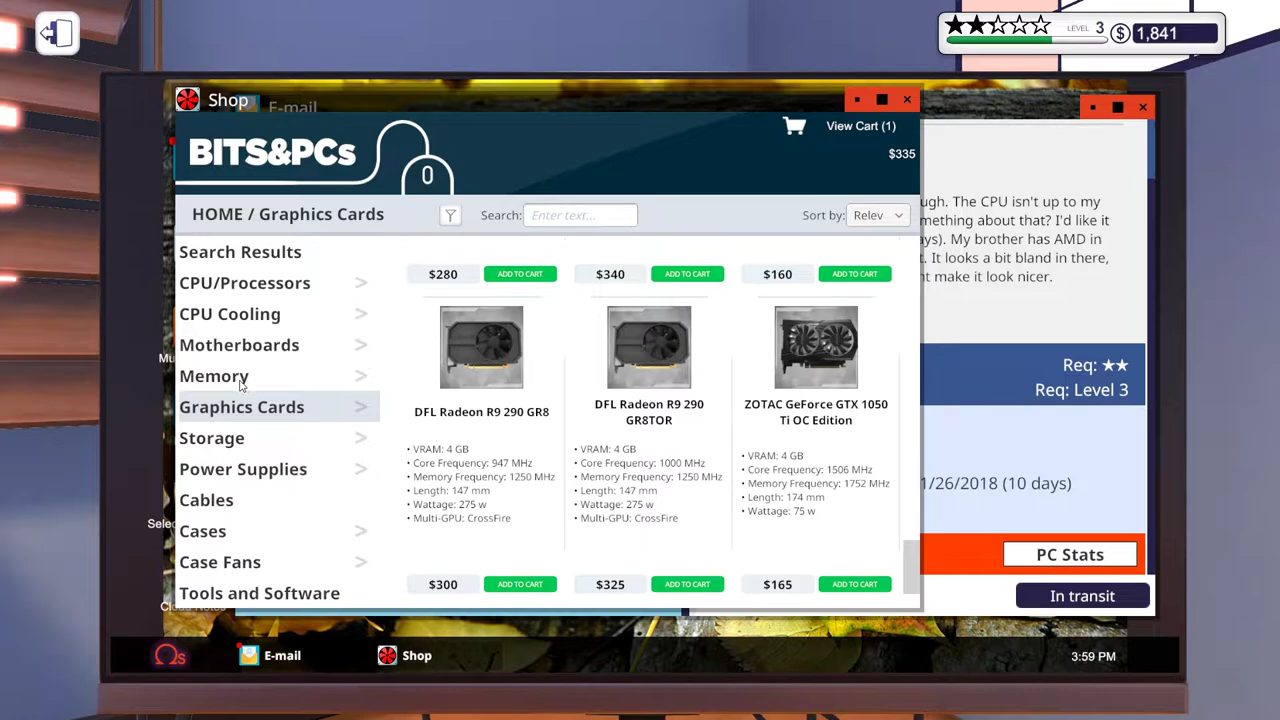 LEVEL 3 $ 1,841
Shop
E-mail
BITS&PCs
View Cart (1)
$335
HOME / Graphics Cards
Search: Enter text...
Sort by: Relev
Search Results
CPU/Processors >
CPU Cooling >
Motherboards >
Memory >
Graphics Cards >
Storage >
Power Supplies >
Cables
Cases >
Case Fans >
Tools and Software
$280 ADD TO CART
$340 ADD TO CART
$160 ADD TO CART
DFL Radeon R9 290 GR8
• VRAM: 4 GB
• Core Frequency: 947 MHz
• Memory Frequency: 1250 MHz
• Length: 147 mm
• Wattage: 275 w
• Multi-GPU: CrossFire
$300 ADD TO CART
DFL Radeon R9 290
GR8TOR
• VRAM: 4 GB
• Core Frequency: 1000 MHz
• Memory Frequency: 1250 MHz
• Length: 147 mm
• Wattage: 275 w
• Multi-GPU: CrossFire
$325 ADD TO CART
ZOTAC GeForce GTX 1050
Ti OC Edition
• VRAM: 4 GB
• Core Frequency: 1506 MHz
• Memory Frequency: 1752 MHz
• Length: 174 mm
• Wattage: 75 w
$165 ADD TO CART
ugh. The CPU isn't up to my
mething about that? I'd like it
ays). My brother has AMD in
. It looks a bit bland in there,
t make it look nicer.
Req: ★★
Req: Level 3
1/26/2018 (10 days)
PC Stats
In transit
Mu
Selec
Ωs E-mail Shop 3:59 PM